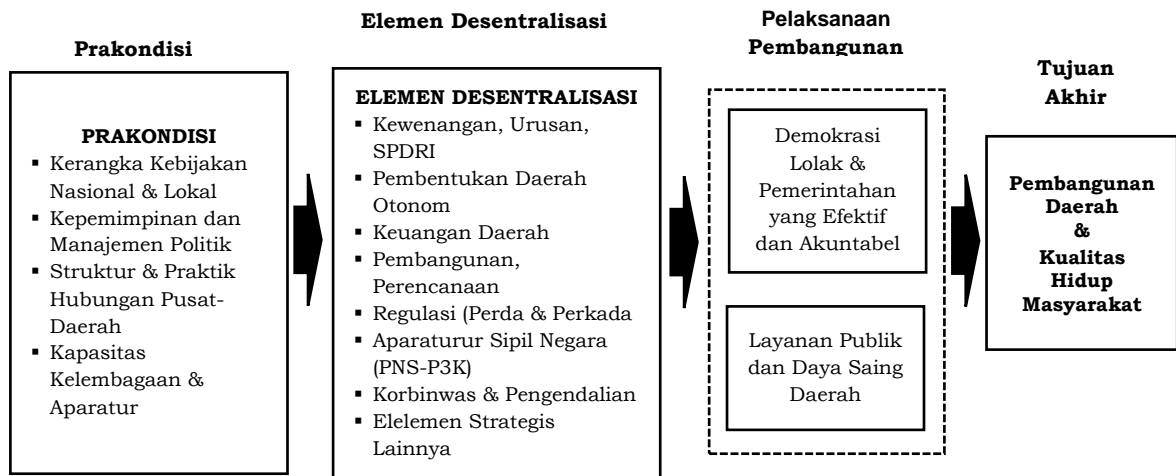 Prakondisi
PRAKONDISI
▪ Kerangka Kebijakan
Nasional & Lokal
▪ Kepemimpinan dan
Manajemen Politik
▪ Struktur & Praktik
Hubungan Pusat-
Daerah
▪ Kapasitas
Kelembagaan &
Aparatur
Elemen Desentralisasi
ELEMEN DESENTRALISASI
▪ Kewenangan, Urusan,
SPDRI
▪ Pembentukan Daerah
Otonom
▪ Keuangan Daerah
▪ Pembangunan,
Perencanaan
▪ Regulasi (Perda & Perkada
▪ Aparaturur Sipil Negara
(PNS-P3K)
▪ Korbinwas & Pengendalian
▪ Elelemen Strategis
Lainnya
Pelaksanaan
Pembangunan
Demokrasi
Lolak &
Pemerintahan
yang Efektif
dan Akuntabel
Layanan Publik
dan Daya Saing
Daerah
Tujuan
Akhir
Pembangunan
Daerah
&
Kualitas
Hidup
Masyarakat